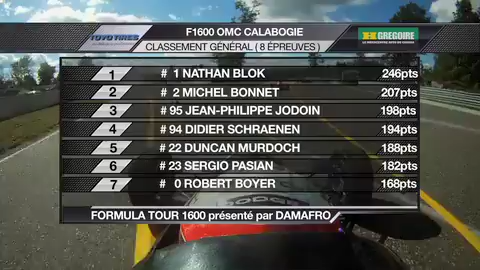 TOYO TIRES
F1600 OMC CALABOGIE
H GREGOIRE
CLASSEMENT GÉNÉRAL ( 8 ÉPREUVES )
1 # 1 NATHAN BLOK 246pts
2 # 2 MICHEL BONNET 207pts
3 # 95 JEAN-PHILIPPE JODOIN 198pts
4 # 94 DIDIER SCHRAENEN 194pts
5 # 22 DUNCAN MURDOCH 188pts
6 # 23 SERGIO PASIAN 182pts
7 # 0 ROBERT BOYER 168pts
DODGE
FORMULA TOUR 1600 présenté par DAMAFRO